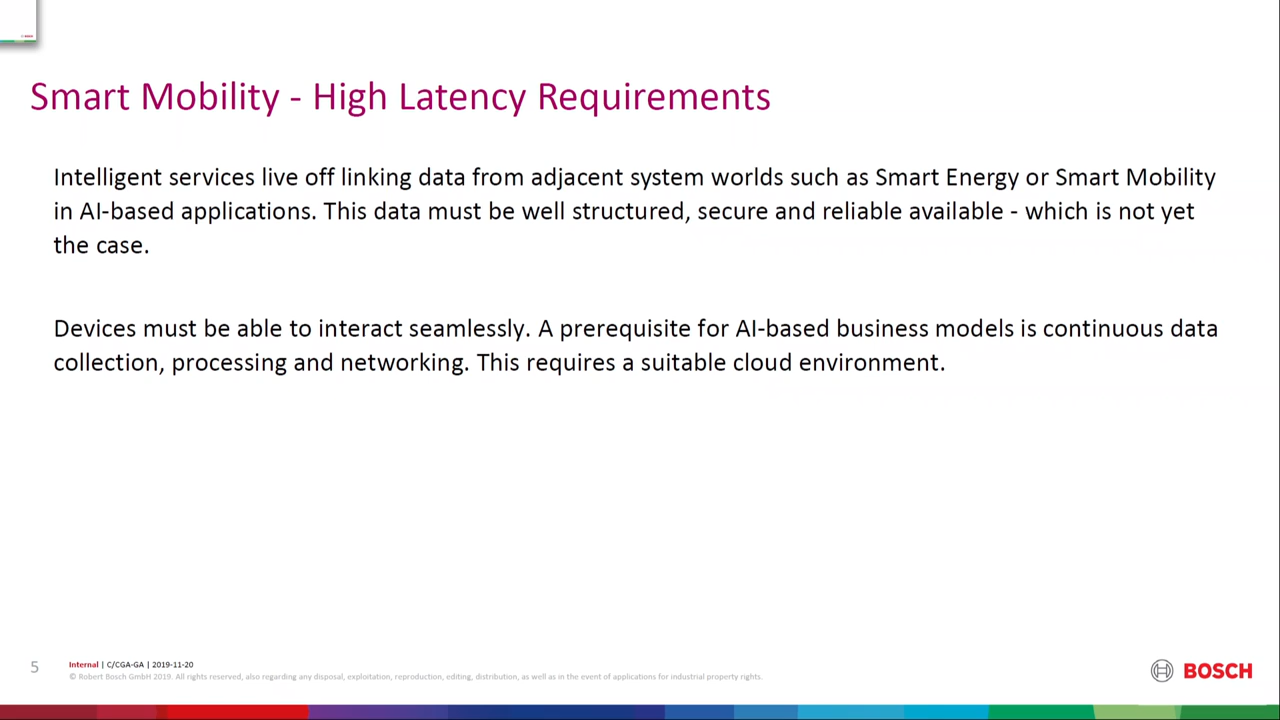 Smart Mobility - High Latency Requirements
Intelligent services live off linking data from adjacent system worlds such as Smart Energy or Smart Mobility
in AI-based applications. This data must be well structured, secure and reliable available - which is not yet
the case.
Devices must be able to interact seamlessly. A prerequisite for AI-based business models is continuous data
collection, processing and networking. This requires a suitable cloud environment.
5
Internal | C/CGA-GA | 2019-11-20
© Robert Bosch GmbH 2019. All rights reserved, also regarding any disposal, exploitation, reproduction, editing, distribution, as well as in the event of applications for industrial property rights.
BOSCH